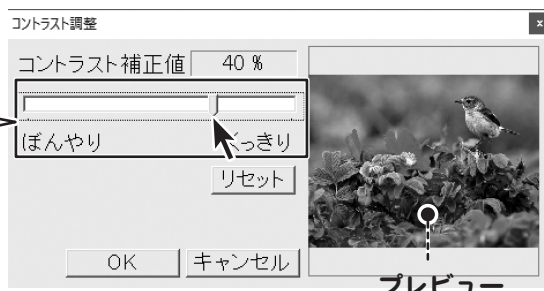 コントラスト調整
x
コントラスト補正値 40 %
ぼんやり っきり
リセット
OK キャンセル
プレビュー